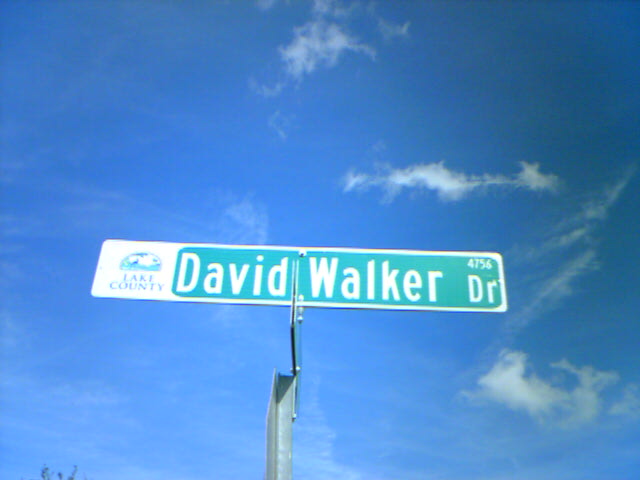 LAKE
COUNTY
David Walker Dr
4756